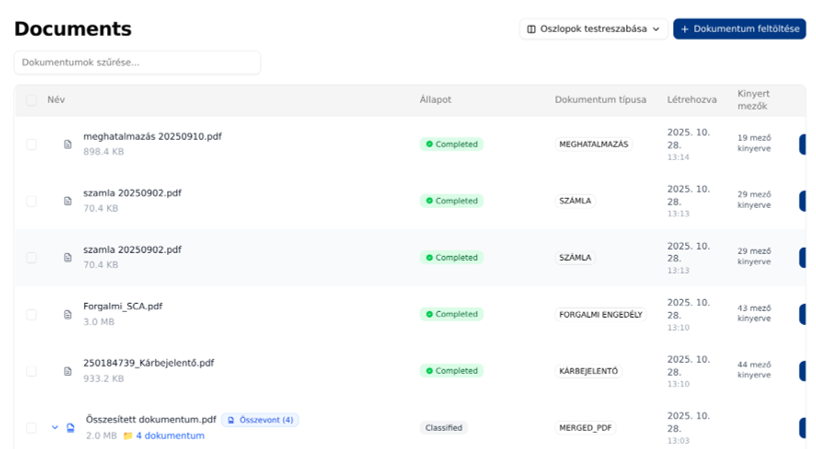 Documents
Oszlopok testreszabása
+ Dokumentum feltöltése
Dokumentumok szűrése...
Név Állapot Dokumentum típusa Létrehozva Kinyert mezők
meghatalmazás 20250910.pdf
898.4 KB
Completed
MEGHATALMAZÁS
2025. 10.
28.
13:14
19 mező
kinyerve
szamla 20250902.pdf
70.4 KB
Completed
SZÁMLA
2025. 10.
28.
13:13
29 mező
kinyerve
szamla 20250902.pdf
70.4 KB
Completed
SZÁMLA
2025. 10.
28.
13:13
29 mező
kinyerve
Forgalmi_SCA.pdf
3.0 MB
Completed
FORGALMI ENGEDÉLY
2025. 10.
28.
13:10
43 mező
kinyerve
250184739_Kárbejelentő.pdf
933.2 KB
Completed
KÁRBEJELENTŐ
2025. 10.
28.
13:10
44 mező
kinyerve
Összesített dokumentum.pdf Összevont (4)
2.0 MB 4 dokumentum
Classified
MERGED_PDF
2025. 10.
28.
13:03